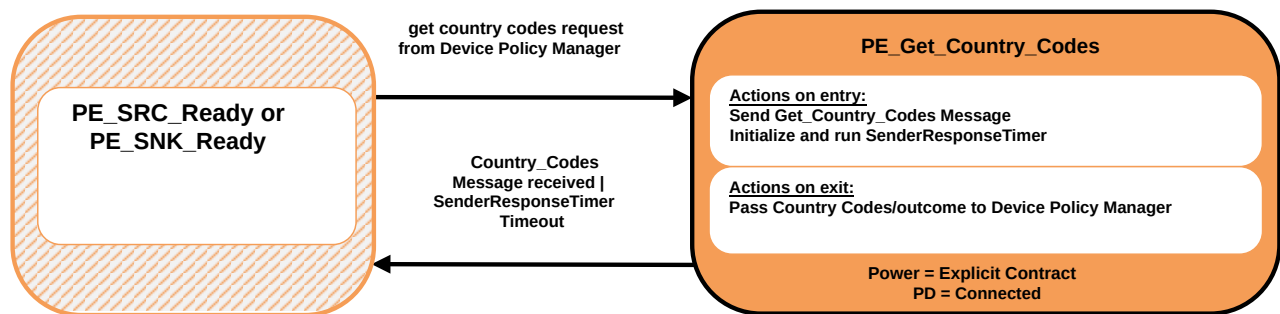 get country codes request
from Device Policy Manager
PE_Get_Country_Codes
PE_SRC_Ready or
PE_SNK_Ready
Actions on entry:
Send Get_Country_Codes Message
Initialize and run SenderResponseTimer
Country_Codes
Message received |
SenderResponseTimer
Timeout
Actions on exit:
Pass Country Codes/outcome to Device Policy Manager
Power = Explicit Contract
PD = Connected